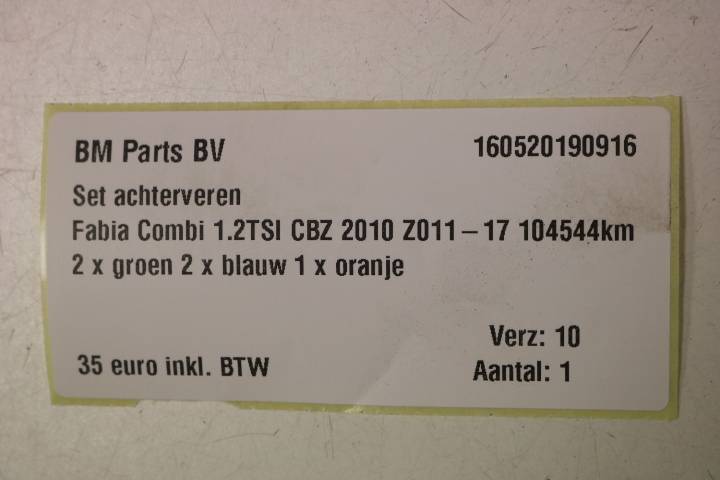 BM Parts BV 160520190916
Set achterveren
Fabia Combi 1.2TSI CBZ 2010 Z011-17 104544km
2 x groen 2 x blauw 1 x oranje
Verz: 10
35 euro inkl. BTW Aantal: 1